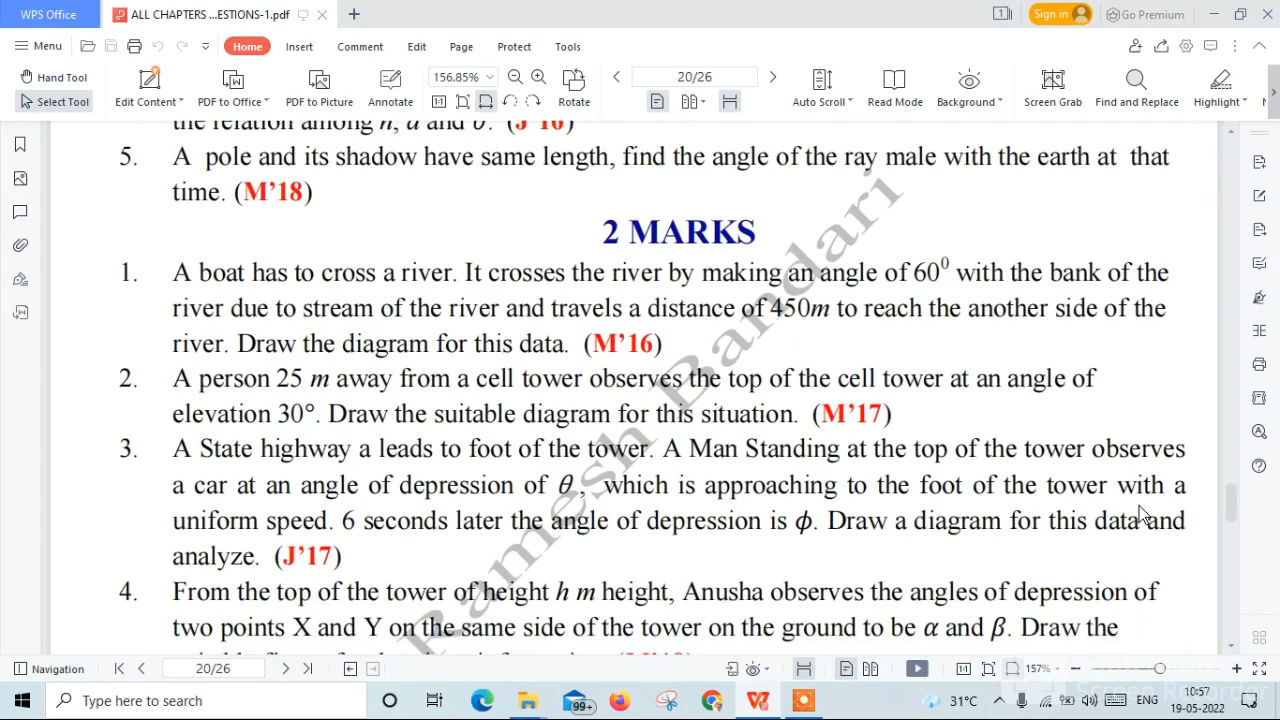 WPS Office
ALL CHAPTERS ...ESTIONS-1.pdf
1
Sign in
Go Premium
Menu
Home
Insert
Comment
Edit
Page
Protect
Tools
Hand Tool
Select Tool
Edit Content
PDF to Office
PDF to Picture
Annotate
156.85%
Rotate
20/26
Auto Scroll
Read Mode
Background
Screen Grab
Find and Replace
Highlight
the relation among h, d and θ. (J'16)
5. A pole and its shadow have same length, find the angle of the ray male with the earth at that
time. (M'18)
2 MARKS
1. A boat has to cross a river. It crosses the river by making an angle of 60⁰ with the bank of the
river due to stream of the river and travels a distance of 450m to reach the another side of the
river. Draw the diagram for this data. (M'16)
2. A person 25 m away from a cell tower observes the top of the cell tower at an angle of
elevation 30°. Draw the suitable diagram for this situation. (M'17)
3. A State highway a leads to foot of the tower. A Man Standing at the top of the tower observes
a car at an angle of depression of θ, which is approaching to the foot of the tower with a
uniform speed. 6 seconds later the angle of depression is ϕ. Draw a diagram for this data and
analyze. (J'17)
4. From the top of the tower of height h m height, Anusha observes the angles of depression of
two points X and Y on the same side of the tower on the ground to be α and β. Draw the
Ramesh Bandari
Navigation
20/26
157%
Type here to search
99+
31°C
ENG
10:57
19-05-2022